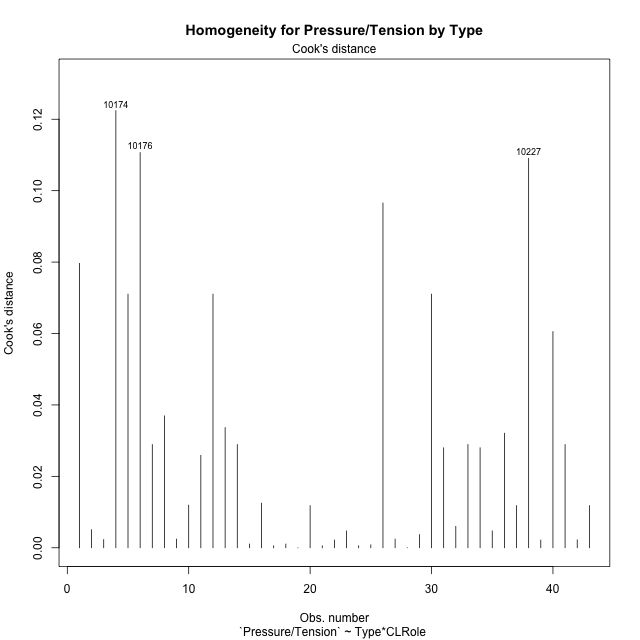 Homogeneity for Pressure/Tension by Type
Cook's distance
10174
10176
10227
Cook's distance
0.12
0.10
0.08
0.06
0.04
0.02
0.00
0 10 20 30 40
Obs. number
`Pressure/Tension` ~ Type*CLRole